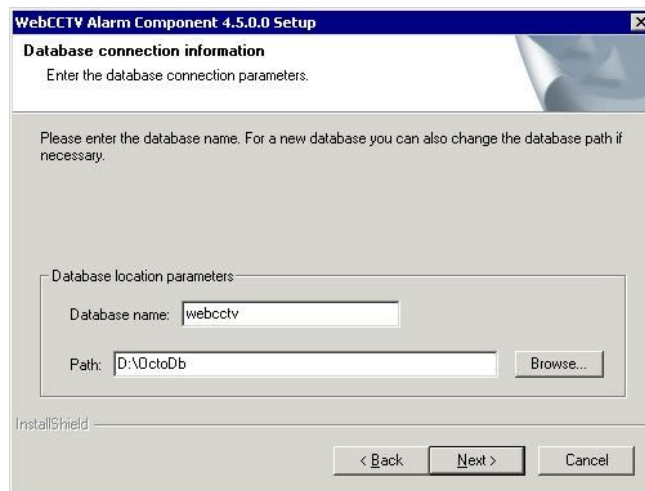 WebCCTV Alarm Component 4.5.0.0 Setup
Database connection information
Enter the database connection parameters.
Please enter the database name. For a new database you can also change the database path if
necessary.
Database location parameters
Database name: webcctv
Path: D:\OctoDb Browse...
InstallShield
< Back Next > Cancel